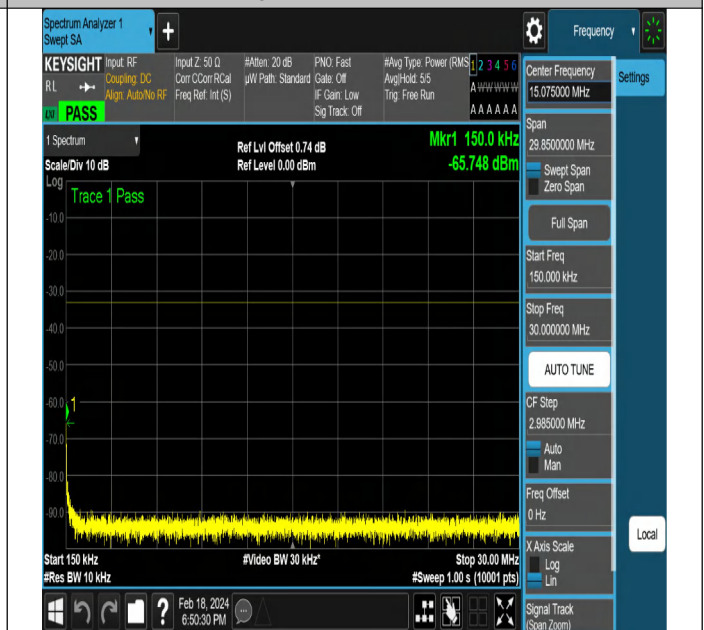 Spectrum Analyzer 1
Swept SA
+
Frequency
KEYSIGHT
RL
PASS
Input: RF
Coupling: DC
Align: Auto/No RF
Input Z: 50 Ω
Corr CCorr RCal
Freq Ref: Int (S)
#Atten: 20 dB
µW Path: Standard
PNO: Fast
Gate: Off
IF Gain: Low
Sig Track: Off
#Avg Type: Power (RMS
Avg|Hold: 5/5
Trig: Free Run
1 2 3 4 5 6
A W W W W W
A A A A A A
1 Spectrum
Scale/Div 10 dB
Ref Lvl Offset 0.74 dB
Ref Level 0.00 dBm
Mkr1 150.0 kHz
-65.748 dBm
Log
Trace 1 Pass
-10.0
-20.0
-30.0
-40.0
-50.0
-60.0
-70.0
-80.0
-90.0
1
Start 150 kHz
#Video BW 30 kHz*
Stop 30.00 MHz
#Res BW 10 kHz
#Sweep 1.00 s (10001 pts)
?
Feb 18, 2024
6:50:30 PM
Center Frequency
15.075000 MHz
Settings
Span
29.8500000 MHz
Swept Span
Zero Span
Full Span
Start Freq
150.000 kHz
Stop Freq
30.000000 MHz
AUTO TUNE
CF Step
2.985000 MHz
Auto
Man
Freq Offset
0 Hz
Local
X Axis Scale
Log
Lin
Signal Track
(Span Zoom)